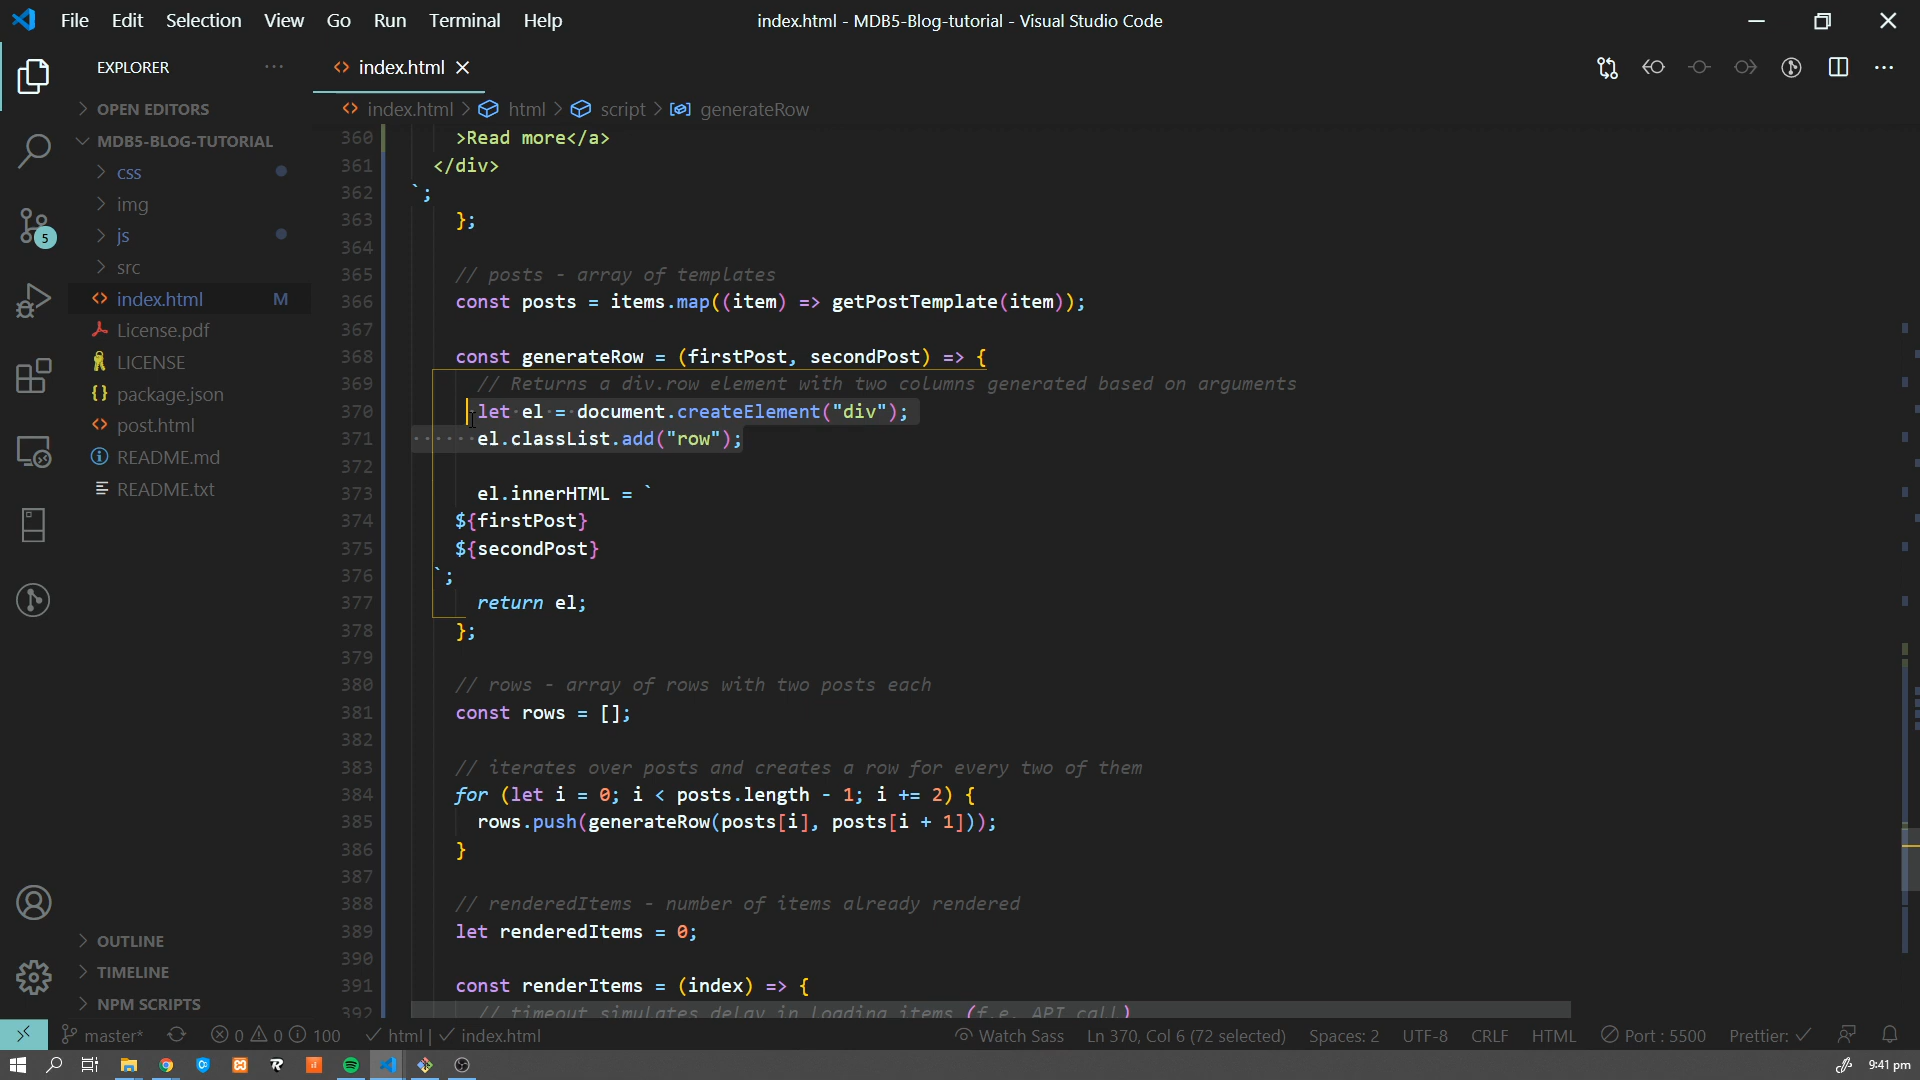 File Edit Selection View Go Run Terminal Help
index.html - MDB5-Blog-tutorial - Visual Studio Code
EXPLORER
index.html
OPEN EDITORS
index.html > html > script > generateRow
MDB5-BLOG-TUTORIAL
css
img
5
js
src
index.html M
License.pdf
LICENSE
package.json
post.html
README.md
README.txt
360 >Read more</a>
361 </div>
362 `;
363 };
364
365 // posts - array of templates
366 const posts = items.map((item) => getPostTemplate(item));
367
368 const generateRow = (firstPost, secondPost) => {
369 // Returns a div.row element with two columns generated based on arguments
370 let el = document.createElement("div");
371 el.classList.add("row");
372
373 el.innerHTML = `
374 ${firstPost}
375 ${secondPost}
376 `;
377 return el;
378 };
379
380 // rows - array of rows with two posts each
381 const rows = [];
382
383 // iterates over posts and creates a row for every two of them
384 for (let i = 0; i < posts.length - 1; i += 2) {
385 rows.push(generateRow(posts[i], posts[i + 1]));
386 }
387
388 // renderedItems - number of items already rendered
389 let renderedItems = 0;
390
391 const renderItems = (index) => {
392 // timeout simulates delay in loading items (f.e. API call)
OUTLINE
TIMELINE
NPM SCRIPTS
master* 0 0 100 html | index.html Watch Sass Ln 370, Col 6 (72 selected) Spaces: 2 UTF-8 CRLF HTML Port : 5500 Prettier:
9:41 pm